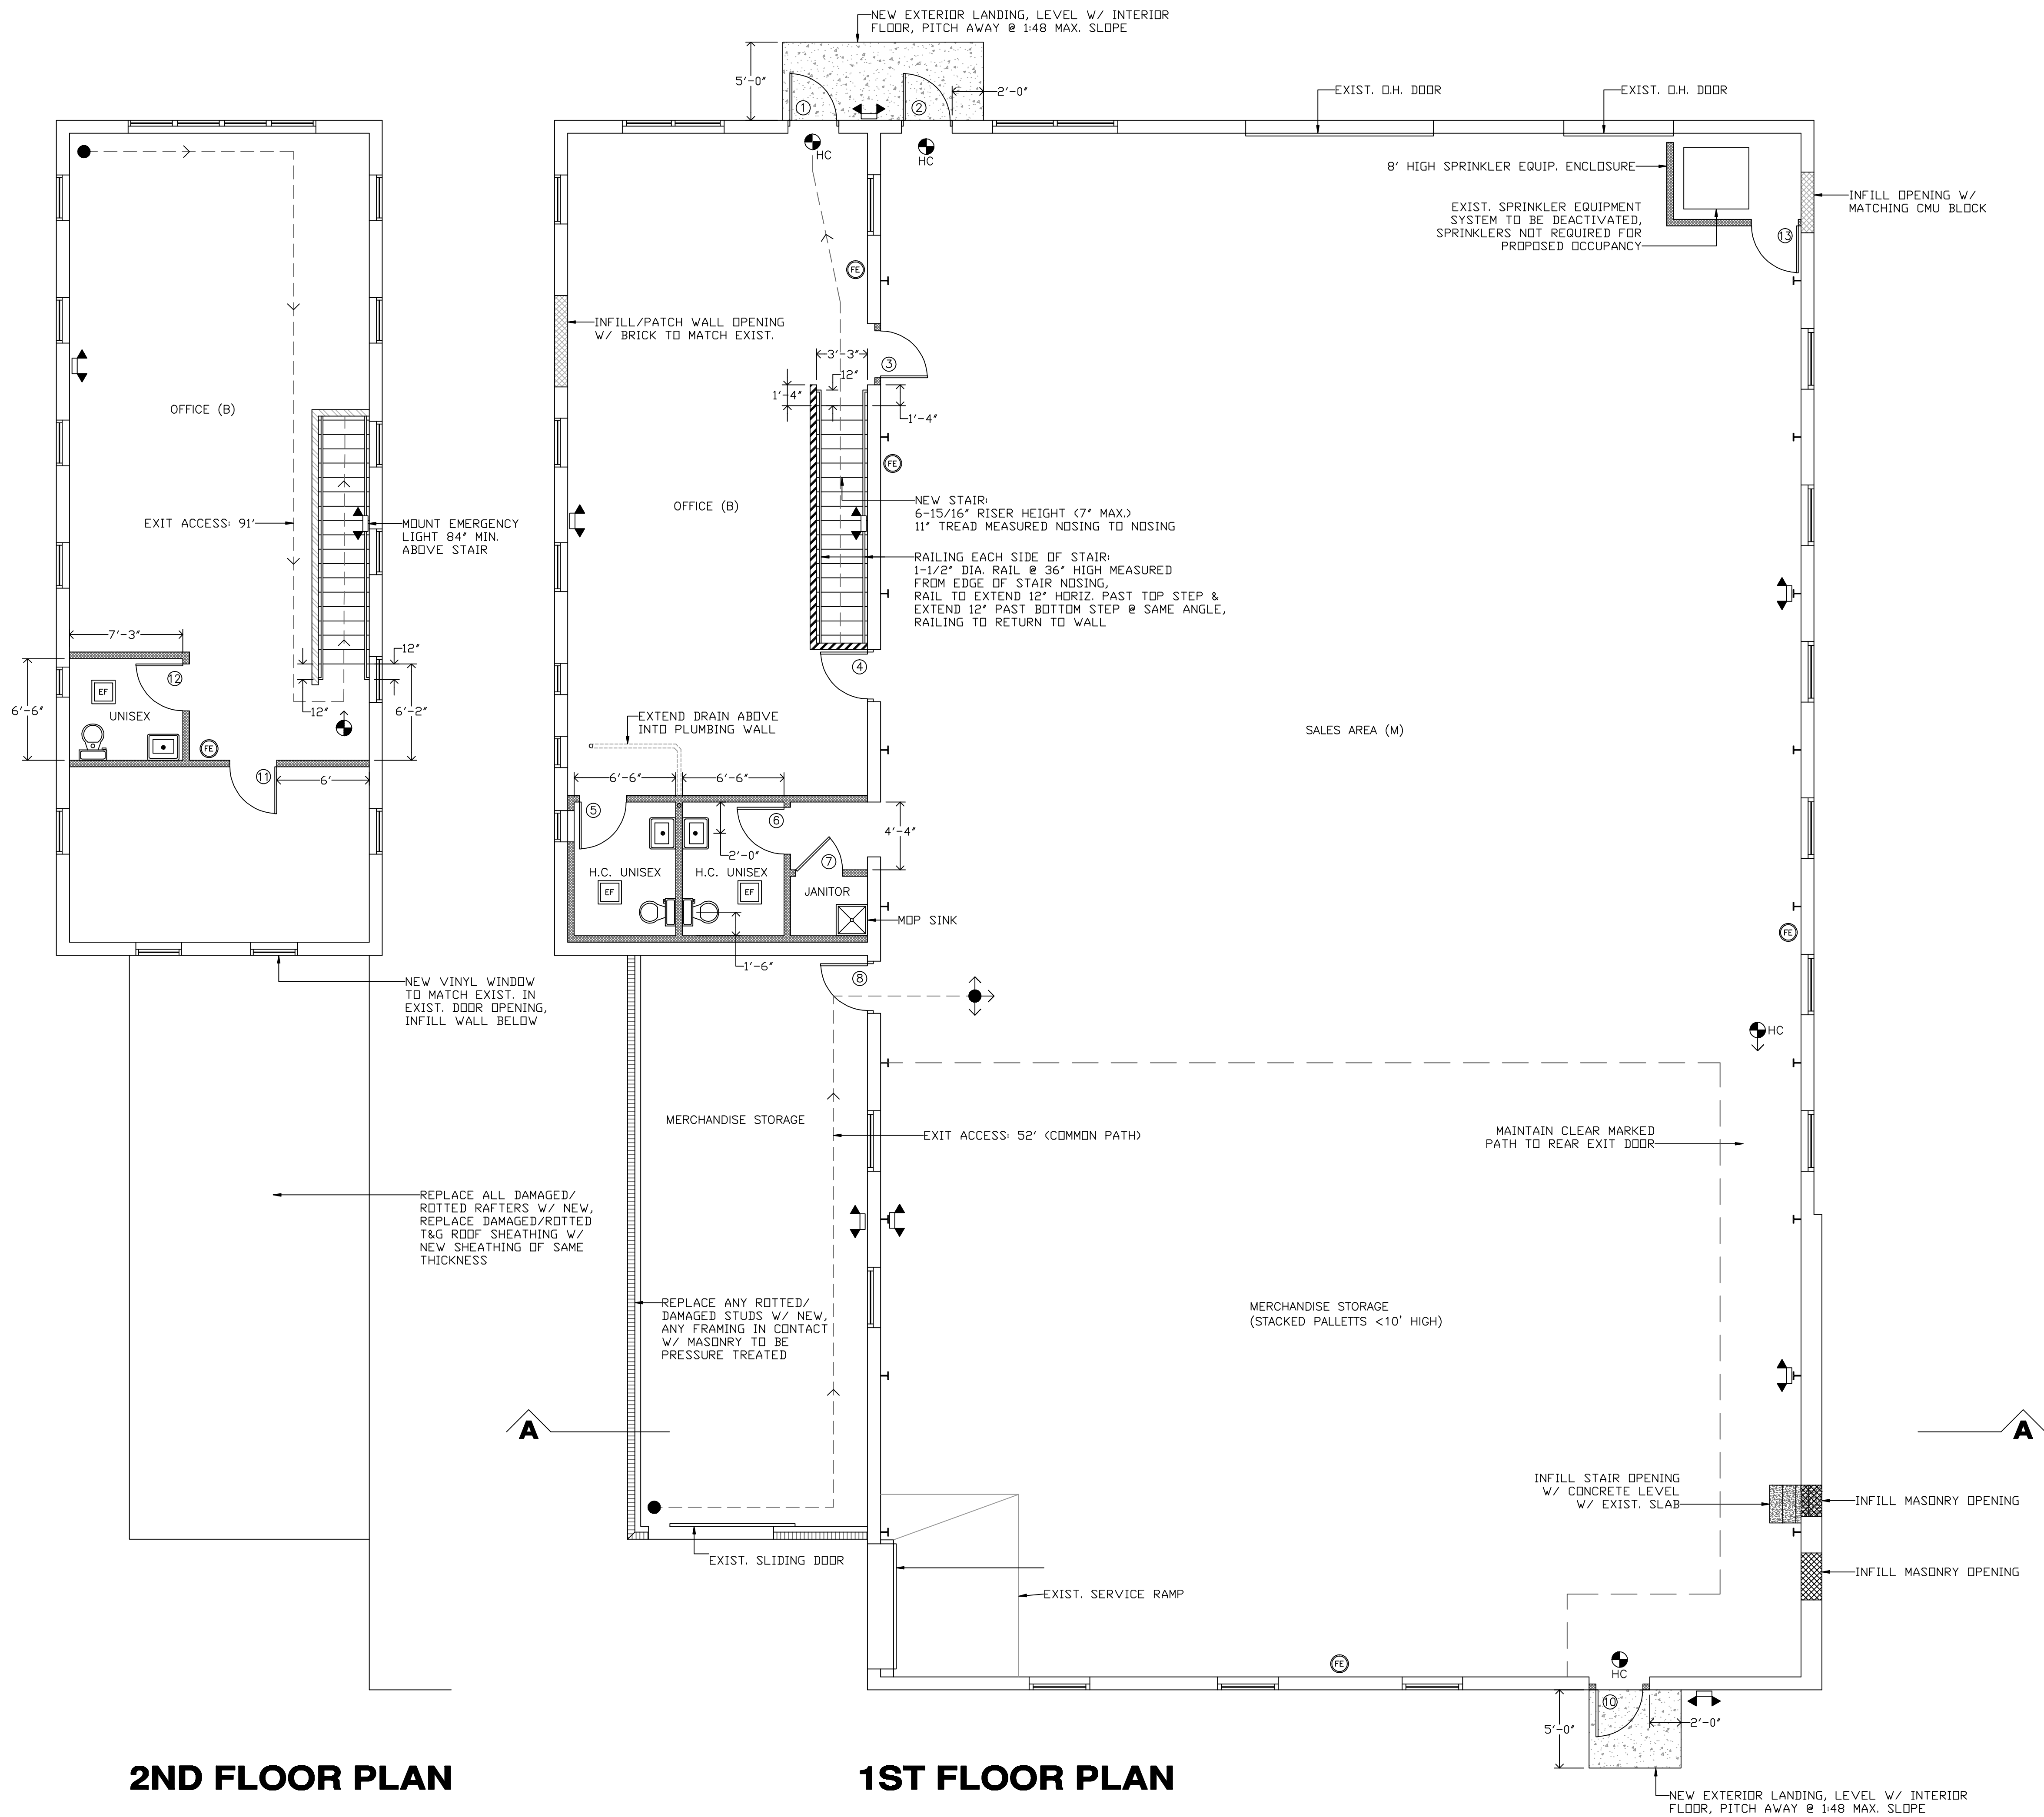 NEW EXTERIOR LANDING, LEVEL W/ INTERIOR
FLOOR, PITCH AWAY @ 1:48 MAX. SLOPE
5'-0"
2'-0"
1
2
HC
HC
EXIST. O.H. DOOR
EXIST. O.H. DOOR
8' HIGH SPRINKLER EQUIP. ENCLOSURE
EXIST. SPRINKLER EQUIPMENT
SYSTEM TO BE DEACTIVATED,
SPRINKLERS NOT REQUIRED FOR
PROPOSED OCCUPANCY
13
INFILL OPENING W/
MATCHING CMU BLOCK
FE
INFILL/PATCH WALL OPENING
W/ BRICK TO MATCH EXIST.
3'-3"
12"
1'-4"
1'-4"
3
FE
OFFICE (B)
OFFICE (B)
EXIT ACCESS: 91'
MOUNT EMERGENCY
LIGHT 84" MIN.
ABOVE STAIR
NEW STAIR:
6-15/16" RISER HEIGHT (7" MAX.)
11" TREAD MEASURED NOSING TO NOSING
RAILING EACH SIDE OF STAIR:
1-1/2" DIA. RAIL @ 36" HIGH MEASURED
FROM EDGE OF STAIR NOSING,
RAIL TO EXTEND 12" HORIZ. PAST TOP STEP &
EXTEND 12" PAST BOTTOM STEP @ SAME ANGLE,
RAILING TO RETURN TO WALL
7'-3"
12"
12"
6'-2"
6'-6"
12
EF
UNISEX
FE
11
6'
4
SALES AREA (M)
EXTEND DRAIN ABOVE
INTO PLUMBING WALL
6'-6"
6'-6"
5
6
7
4'-4"
2'-0"
H.C. UNISEX
H.C. UNISEX
EF
EF
JANITOR
MOP SINK
1'-6"
8
FE
HC
NEW VINYL WINDOW
TO MATCH EXIST. IN
EXIST. DOOR OPENING,
INFILL WALL BELOW
MERCHANDISE STORAGE
EXIT ACCESS: 52' (COMMON PATH)
MAINTAIN CLEAR MARKED
PATH TO REAR EXIT DOOR
REPLACE ALL DAMAGED/
ROTTED RAFTERS W/ NEW,
REPLACE DAMAGED/ROTTED
T&G ROOF SHEATHING W/
NEW SHEATHING OF SAME
THICKNESS
REPLACE ANY ROTTED/
DAMAGED STUDS W/ NEW,
ANY FRAMING IN CONTACT
W/ MASONRY TO BE
PRESSURE TREATED
MERCHANDISE STORAGE
(STACKED PALLETTS <10' HIGH)
A
A
INFILL STAIR OPENING
W/ CONCRETE LEVEL
W/ EXIST. SLAB
INFILL MASONRY OPENING
INFILL MASONRY OPENING
EXIST. SLIDING DOOR
EXIST. SERVICE RAMP
FE
HC
10
5'-0"
2'-0"
2ND FLOOR PLAN
1ST FLOOR PLAN
NEW EXTERIOR LANDING, LEVEL W/ INTERIOR
FLOOR, PITCH AWAY @ 1:48 MAX. SLOPE